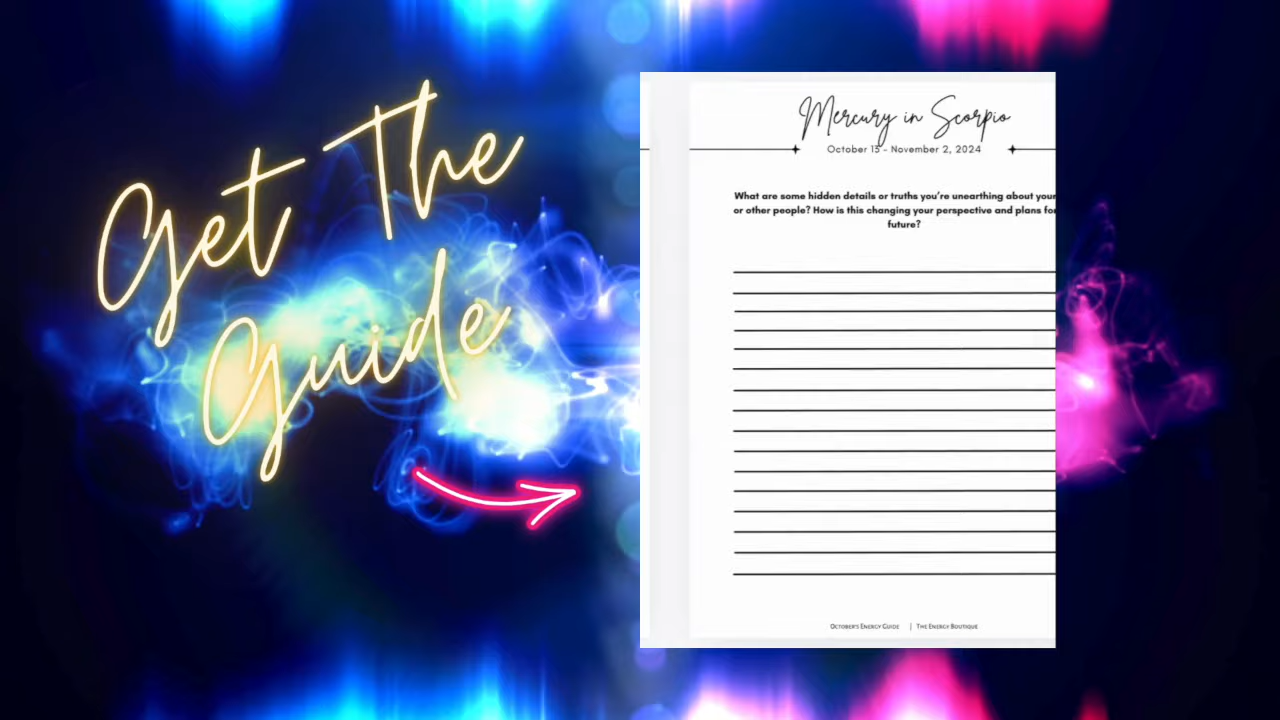 Get The
Guide
Mercury in Scorpio
October 13 - November 2, 2024
What are some hidden details or truths you're unearthing about your
or other people? How is this changing your perspective and plans for
future?
October's Energy Guide | The Energy Boutique